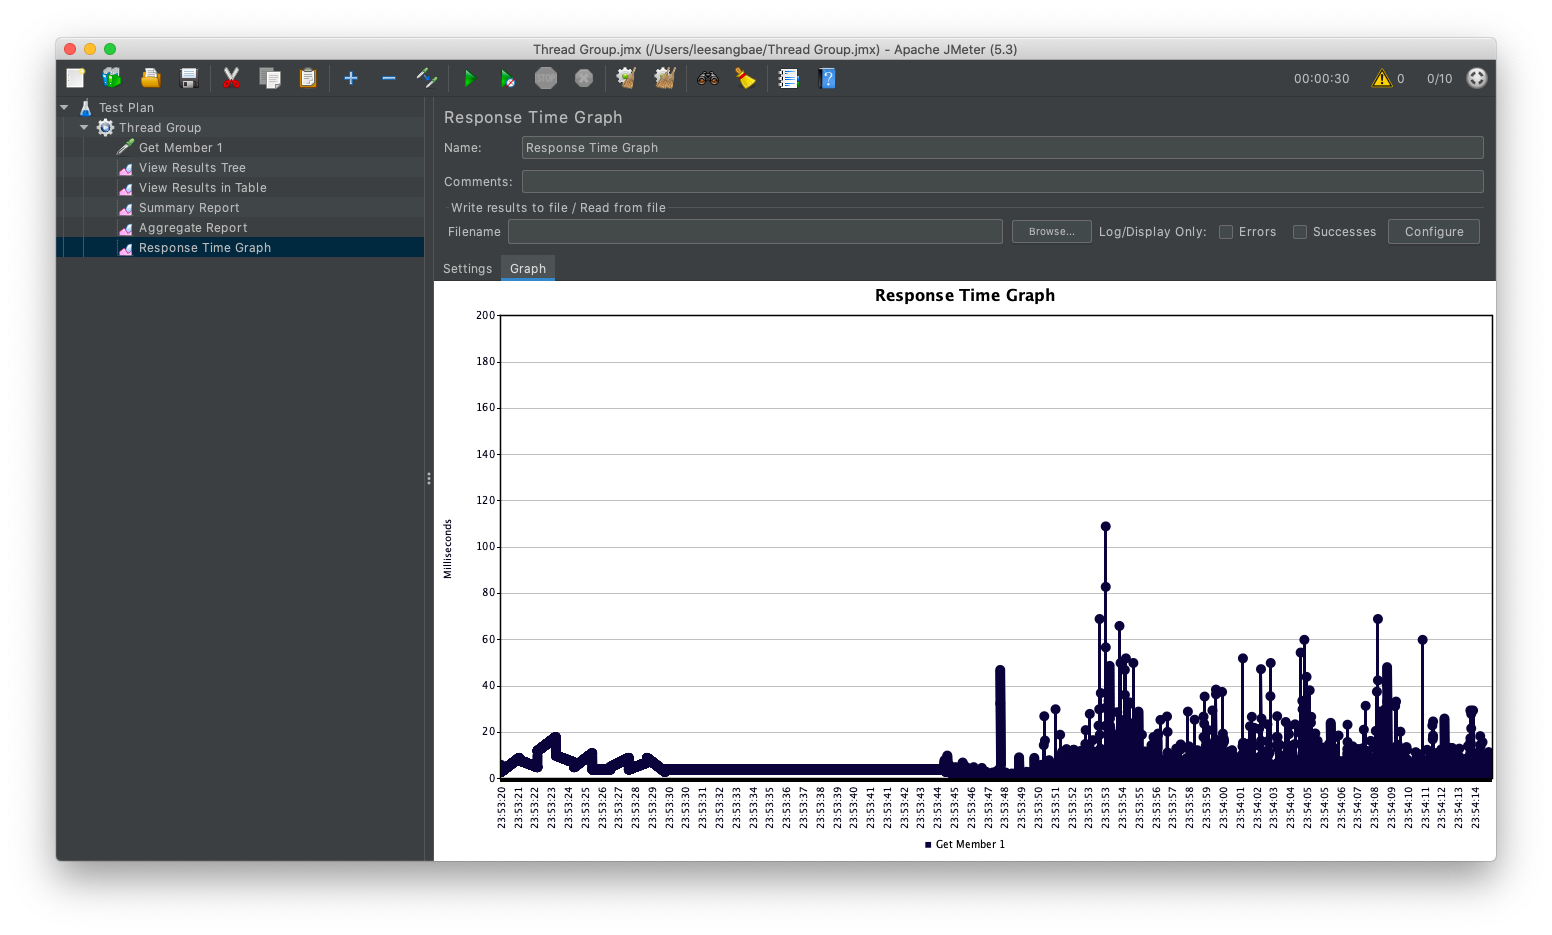 Thread Group.jmx (/Users/leesangbae/Thread Group.jmx) - Apache JMeter (5.3)
STOP
00:00:30 0 0/10
Test Plan
Thread Group
Get Member 1
View Results Tree
View Results in Table
Summary Report
Aggregate Report
Response Time Graph
Response Time Graph
Name: Response Time Graph
Comments:
Write results to file / Read from file
Filename Browse... Log/Display Only: Errors Successes Configure
Settings Graph
Response Time Graph
200
180
160
140
120
100
80
60
40
20
0
Milliseconds
23:53:20 23:53:21 23:53:22 23:53:23 23:53:24 23:53:25 23:53:26 23:53:27 23:53:28 23:53:29 23:53:30 23:53:30 23:53:31 23:53:32 23:53:33 23:53:34 23:53:35 23:53:36 23:53:37 23:53:38 23:53:39 23:53:40 23:53:41 23:53:41 23:53:42 23:53:43 23:53:44 23:53:45 23:53:46 23:53:47 23:53:48 23:53:49 23:53:50 23:53:51 23:53:52 23:53:53 23:53:53 23:53:54 23:53:55 23:53:56 23:53:57 23:53:58 23:53:59 23:54:00 23:54:01 23:54:02 23:54:03 23:54:04 23:54:05 23:54:05 23:54:06 23:54:07 23:54:08 23:54:09 23:54:10 23:54:11 23:54:12 23:54:13 23:54:14
Get Member 1